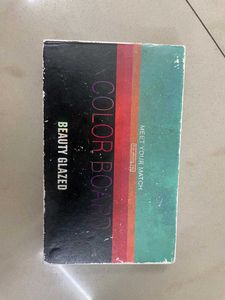 MEET YOUR MATCH
COLOR BOARD
BEAUTY GLAZED